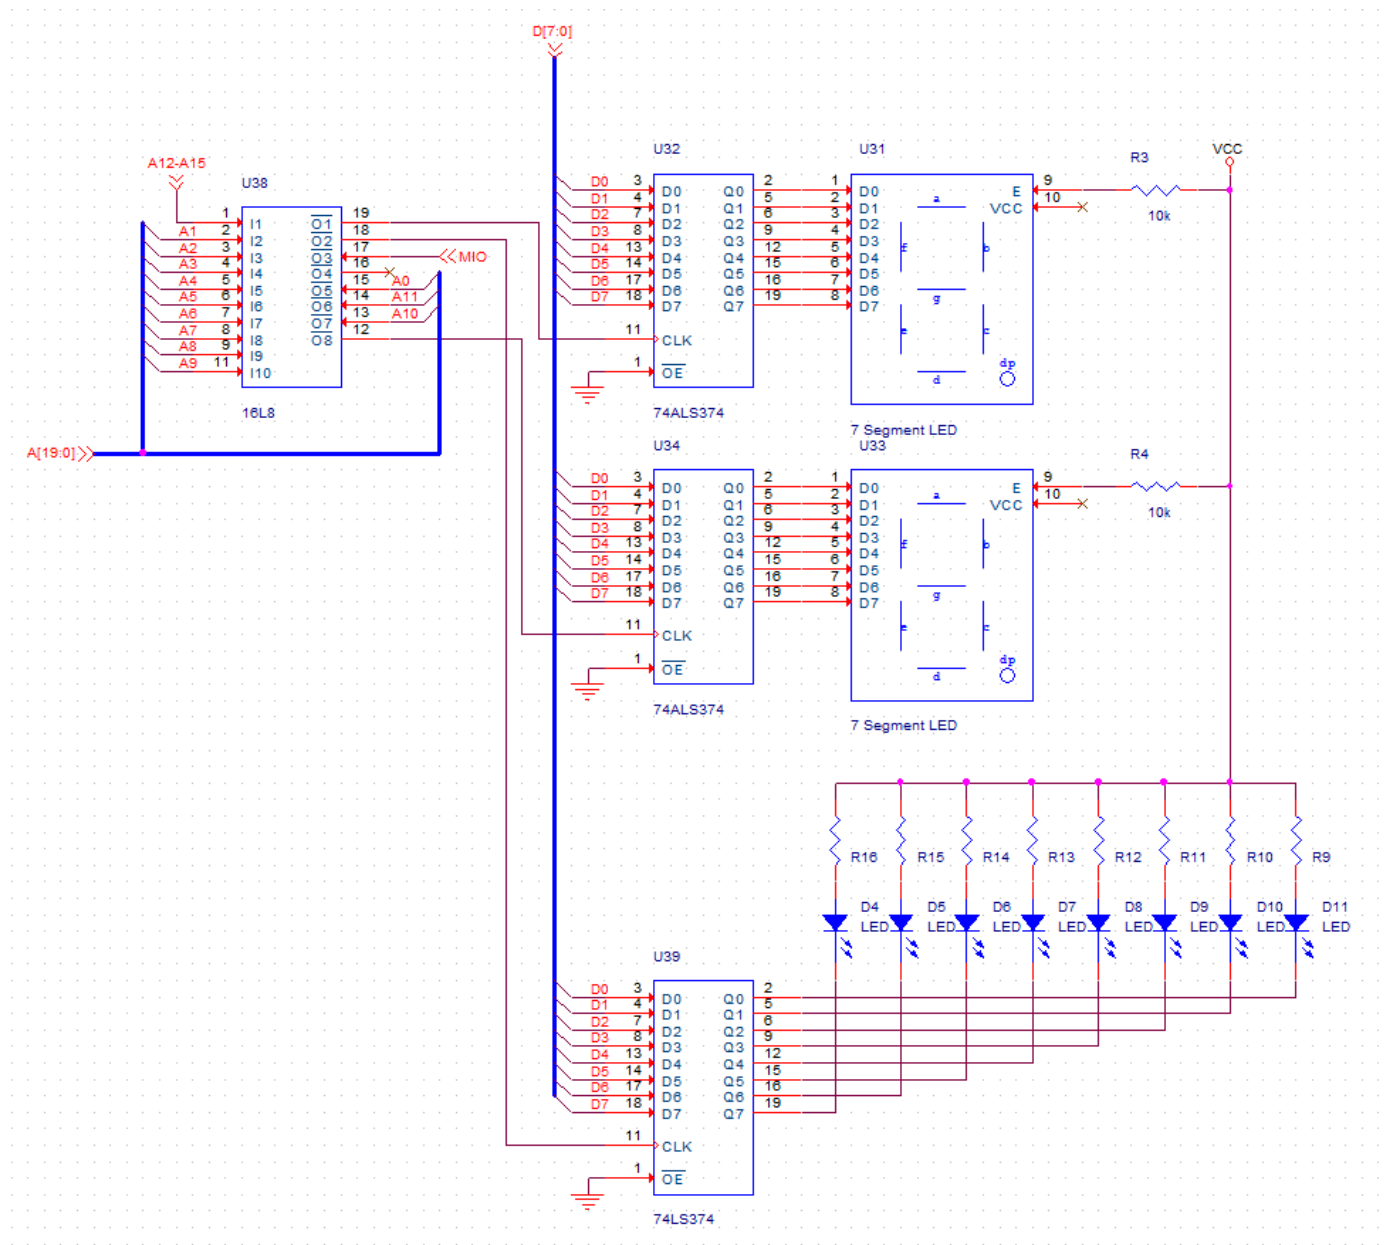 D[7:0]
A12-A15
U38
1 I1 O1 19
A1 2 I2 O2 18
A2 3 I3 O3 17 MIO
A3 4 I4 O4 16
A4 5 I5 O5 15 A0
A5 6 I6 O6 14 A11
A6 7 I7 O7 13 A10
A7 8 I8 O8 12
A8 9 I9
A9 11 I10
16L8
A[19:0]
U32 U31 R3 VCC
D0 3 D0 Q0 2 1 D0 a E 9 10k
D1 4 D1 Q1 5 2 D1 VCC 10
D2 7 D2 Q2 6 3 D2
D3 8 D3 Q3 9 4 D3 f b
D4 13 D4 Q4 12 5 D4
D5 14 D5 Q5 15 6 D5
D6 17 D6 Q6 16 7 D6 g
D7 18 D7 Q7 19 8 D7
11 CLK e c
1 OE d dp
74ALS374
7 Segment LED
U34 U33 R4
D0 3 D0 Q0 2 1 D0 a E 9 10k
D1 4 D1 Q1 5 2 D1 VCC 10
D2 7 D2 Q2 6 3 D2
D3 8 D3 Q3 9 4 D3 f b
D4 13 D4 Q4 12 5 D4
D5 14 D5 Q5 15 6 D5
D6 17 D6 Q6 16 7 D6 g
D7 18 D7 Q7 19 8 D7
11 CLK e c
1 OE d dp
74ALS374
7 Segment LED
R16 R15 R14 R13 R12 R11 R10 R9
D4 D5 D6 D7 D8 D9 D10 D11
LED LED LED LED LED LED LED LED
U39
D0 3 D0 Q0 2
D1 4 D1 Q1 5
D2 7 D2 Q2 6
D3 8 D3 Q3 9
D4 13 D4 Q4 12
D5 14 D5 Q5 15
D6 17 D6 Q6 16
D7 18 D7 Q7 19
11 CLK
1 OE
74LS374